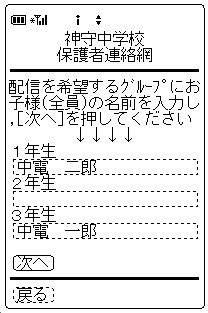 神守中学校
保護者連絡網
配信を希望するｸﾞﾙｰﾌﾟにお
子様(全員)の名前を入力し
,[次へ]を押してください
↓↓↓↓
１年生
中電　二郎
２年生
３年生
中電　一郎
次へ
戻る